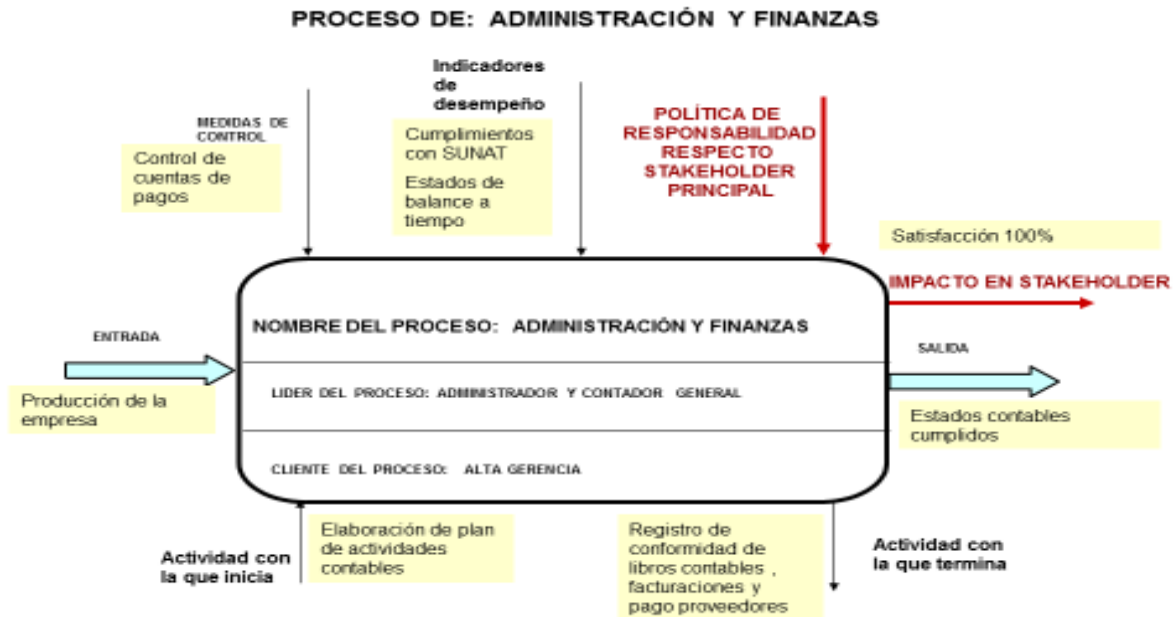 PROCESO DE: ADMINISTRACIÓN Y FINANZAS
MEDIDAS DE
CONTROL
Control de
cuentas de
pagos
Indicadores
de
desempeño
Cumplimientos
con SUNAT
Estados de
balance a
tiempo
POLÍTICA DE
RESPONSABILIDAD
RESPECTO
STAKEHOLDER
PRINCIPAL
Satisfacción 100%
IMPACTO EN STAKEHOLDER
ENTRADA
Producción de la
empresa
NOMBRE DEL PROCESO: ADMINISTRACIÓN Y FINANZAS
LIDER DEL PROCESO: ADMINISTRADOR Y CONTADOR GENERAL
CLIENTE DEL PROCESO: ALTA GERENCIA
SALIDA
Estados contables
cumplidos
Actividad con
la que inicia
Elaboración de plan
de actividades
contables
Registro de
conformidad de
libros contables ,
facturaciones y
pago proveedores
Actividad con
la que termina